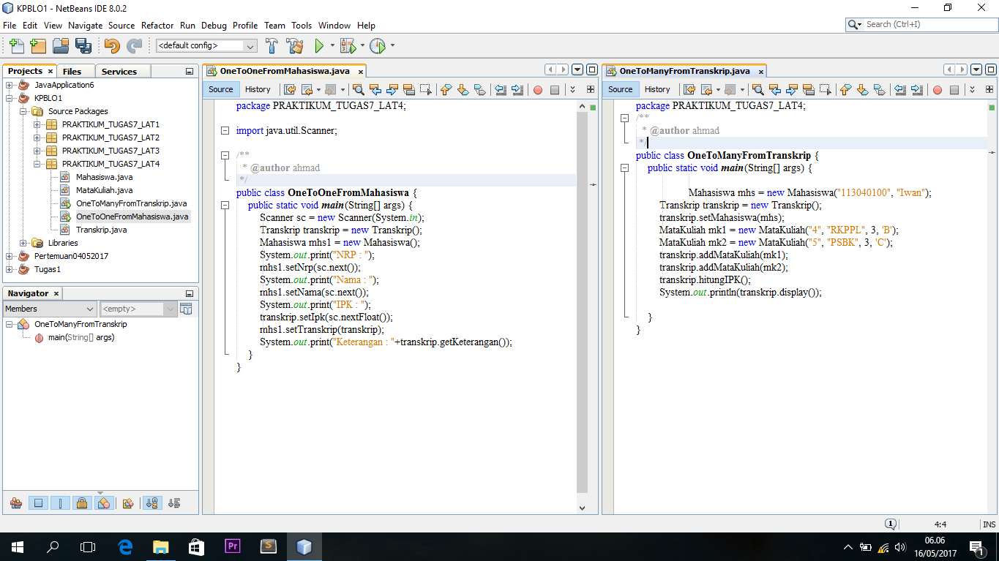 KPBLO1 - NetBeans IDE 8.0.2
File Edit View Navigate Source Refactor Run Debug Profile Team Tools Window Help
Search (Ctrl+I)
<default config>
Projects × Files Services
JavaApplication6
KPBLO1
Source Packages
PRAKTIKUM_TUGAS7_LAT1
PRAKTIKUM_TUGAS7_LAT2
PRAKTIKUM_TUGAS7_LAT3
PRAKTIKUM_TUGAS7_LAT4
Mahasiswa.java
MataKuliah.java
OneToManyFromTranskrip.java
OneToOneFromMahasiswa.java
Transkrip.java
Libraries
Pertemuan04052017
Tugas1
Navigator ×
Members <empty>
OneToManyFromTranskrip
main(String[] args)
OneToOneFromMahasiswa.java ×
Source History
package PRAKTIKUM_TUGAS7_LAT4;
import java.util.Scanner;
/**
* @author ahmad
*/
public class OneToOneFromMahasiswa {
public static void main(String[] args) {
Scanner sc = new Scanner(System.in);
Transkrip transkrip = new Transkrip();
Mahasiswa mhs1 = new Mahasiswa();
System.out.print("NRP : ");
mhs1.setNrp(sc.next());
System.out.print("Nama : ");
mhs1.setNama(sc.next());
System.out.print("IPK : ");
transkrip.setIpk(sc.nextFloat());
mhs1.setTranskrip(transkrip);
System.out.print("Keterangan : "+transkrip.getKeterangan());
}
}
OneToManyFromTranskrip.java ×
Source History
package PRAKTIKUM_TUGAS7_LAT4;
/**
* @author ahmad
*/
public class OneToManyFromTranskrip {
public static void main(String[] args) {
Mahasiswa mhs = new Mahasiswa("113040100", "Iwan");
Transkrip transkrip = new Transkrip();
transkrip.setMahasiswa(mhs);
MataKuliah mk1 = new MataKuliah("4", "RKPPL", 3, 'B');
MataKuliah mk2 = new MataKuliah("5", "PSBK", 3, 'C');
transkrip.addMataKuliah(mk1);
transkrip.addMataKuliah(mk2);
transkrip.hitungIPK();
System.out.println(transkrip.display());
}
}
1
4:4 INS
Pr
S
06.06
16/05/2017
1